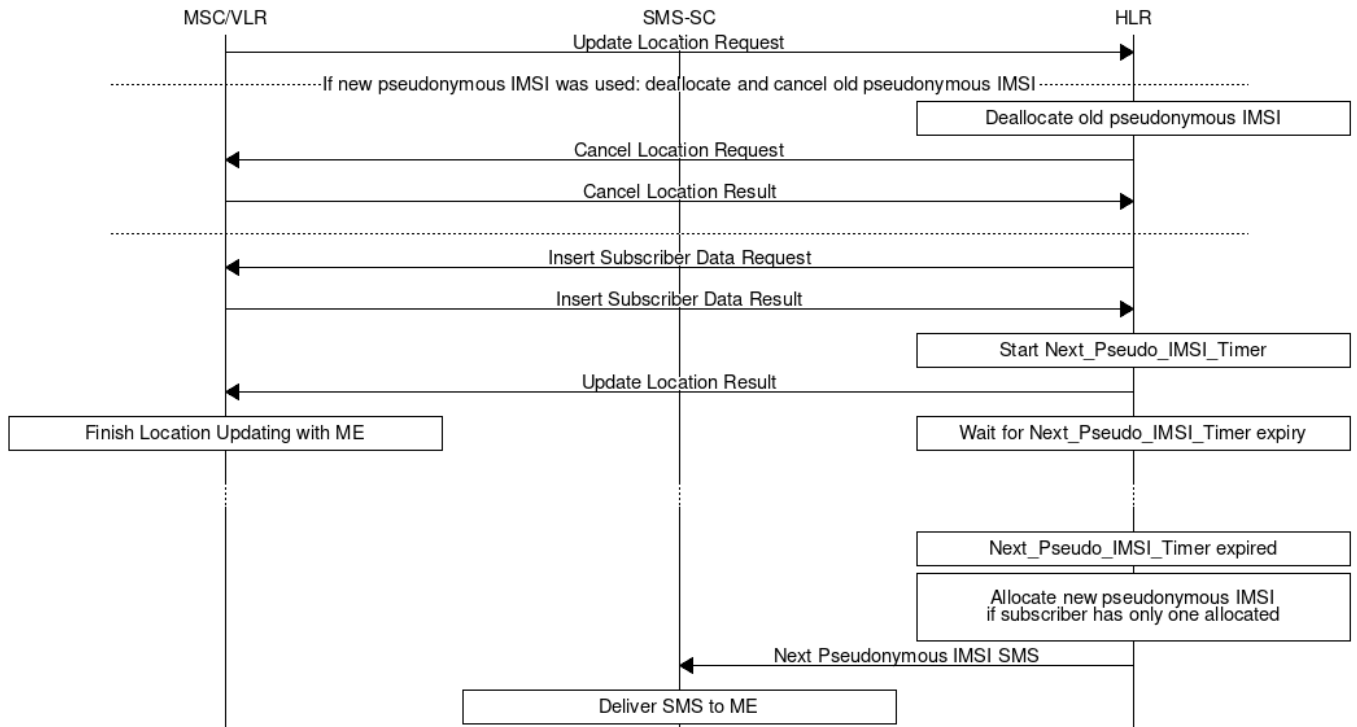 MSC/VLR
SMS-SC
HLR
Update Location Request
If new pseudonymous IMSI was used: deallocate and cancel old pseudonymous IMSI
Deallocate old pseudonymous IMSI
Cancel Location Request
Cancel Location Result
Insert Subscriber Data Request
Insert Subscriber Data Result
Start Next_Pseudo_IMSI_Timer
Update Location Result
Finish Location Updating with ME
Wait for Next_Pseudo_IMSI_Timer expiry
Next_Pseudo_IMSI_Timer expired
Allocate new pseudonymous IMSI
if subscriber has only one allocated
Next Pseudonymous IMSI SMS
Deliver SMS to ME